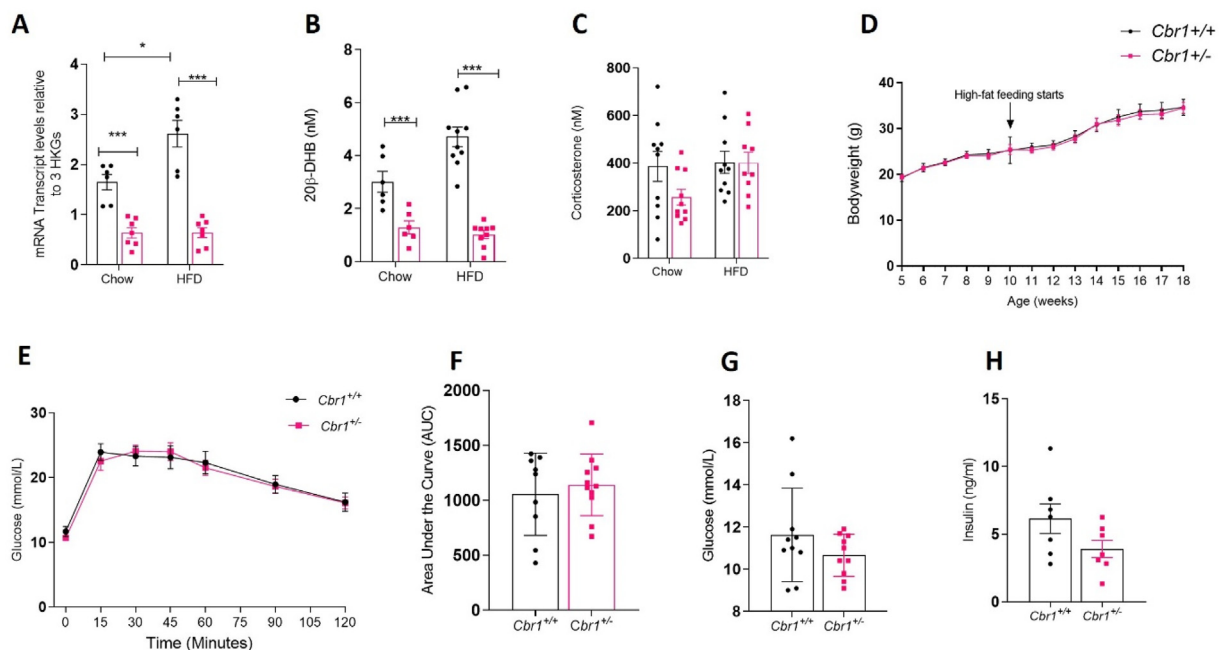 A
mRNA Transcript levels relative
to 3 HKGs
4
3
2
1
0
*
***
***
Chow
HFD
B
20β-DHB (nM)
8
6
4
2
0
***
***
Chow
HFD
C
Corticosterone (nM)
800
600
400
200
0
Chow
HFD
D
Cbr1+/+
Cbr1+/-
High-fat feeding starts
Bodyweight (g)
40
30
20
10
0
5 6 7 8 9 10 11 12 13 14 15 16 17 18
Age (weeks)
E
Cbr1+/+
Cbr1+/-
Glucose (mmol/L)
30
20
10
0
0 15 30 45 60 75 90 105 120
Time (Minutes)
F
Area Under the Curve (AUC)
2000
1500
1000
500
0
Cbr1+/+
Cbr1+/-
G
Glucose (mmol/L)
18
16
14
12
10
8
Cbr1+/+
Cbr1+/-
H
Insulin (ng/ml)
15
10
5
0
Cbr1+/+
Cbr1+/-